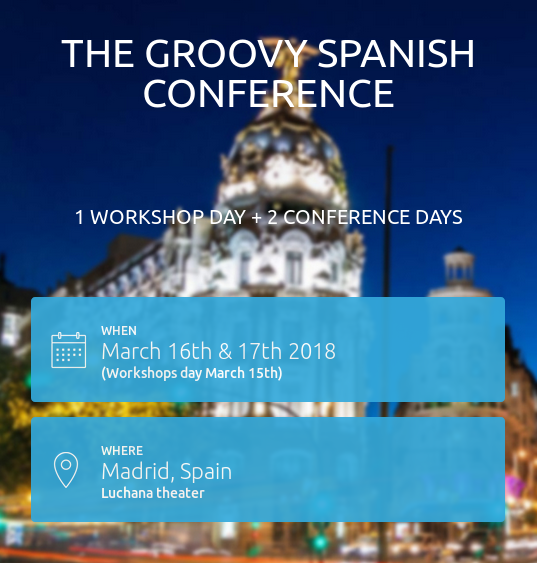 THE GROOVY SPANISH
CONFERENCE
1 WORKSHOP DAY + 2 CONFERENCE DAYS
WHEN
March 16th & 17th 2018
(Workshops day March 15th)
WHERE
Madrid, Spain
Luchana theater